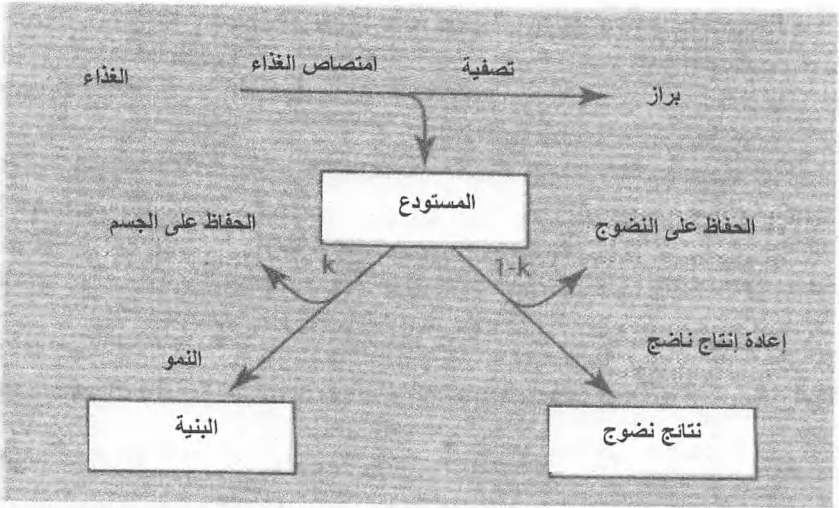 الغذاء
امتصاص الغذاء
تصفية
براز
المستودع
الحفاظ على الجسم
الحفاظ على النضوج
k
1-k
النمو
إعادة إنتاج ناضج
البنية
نتائج نضوج